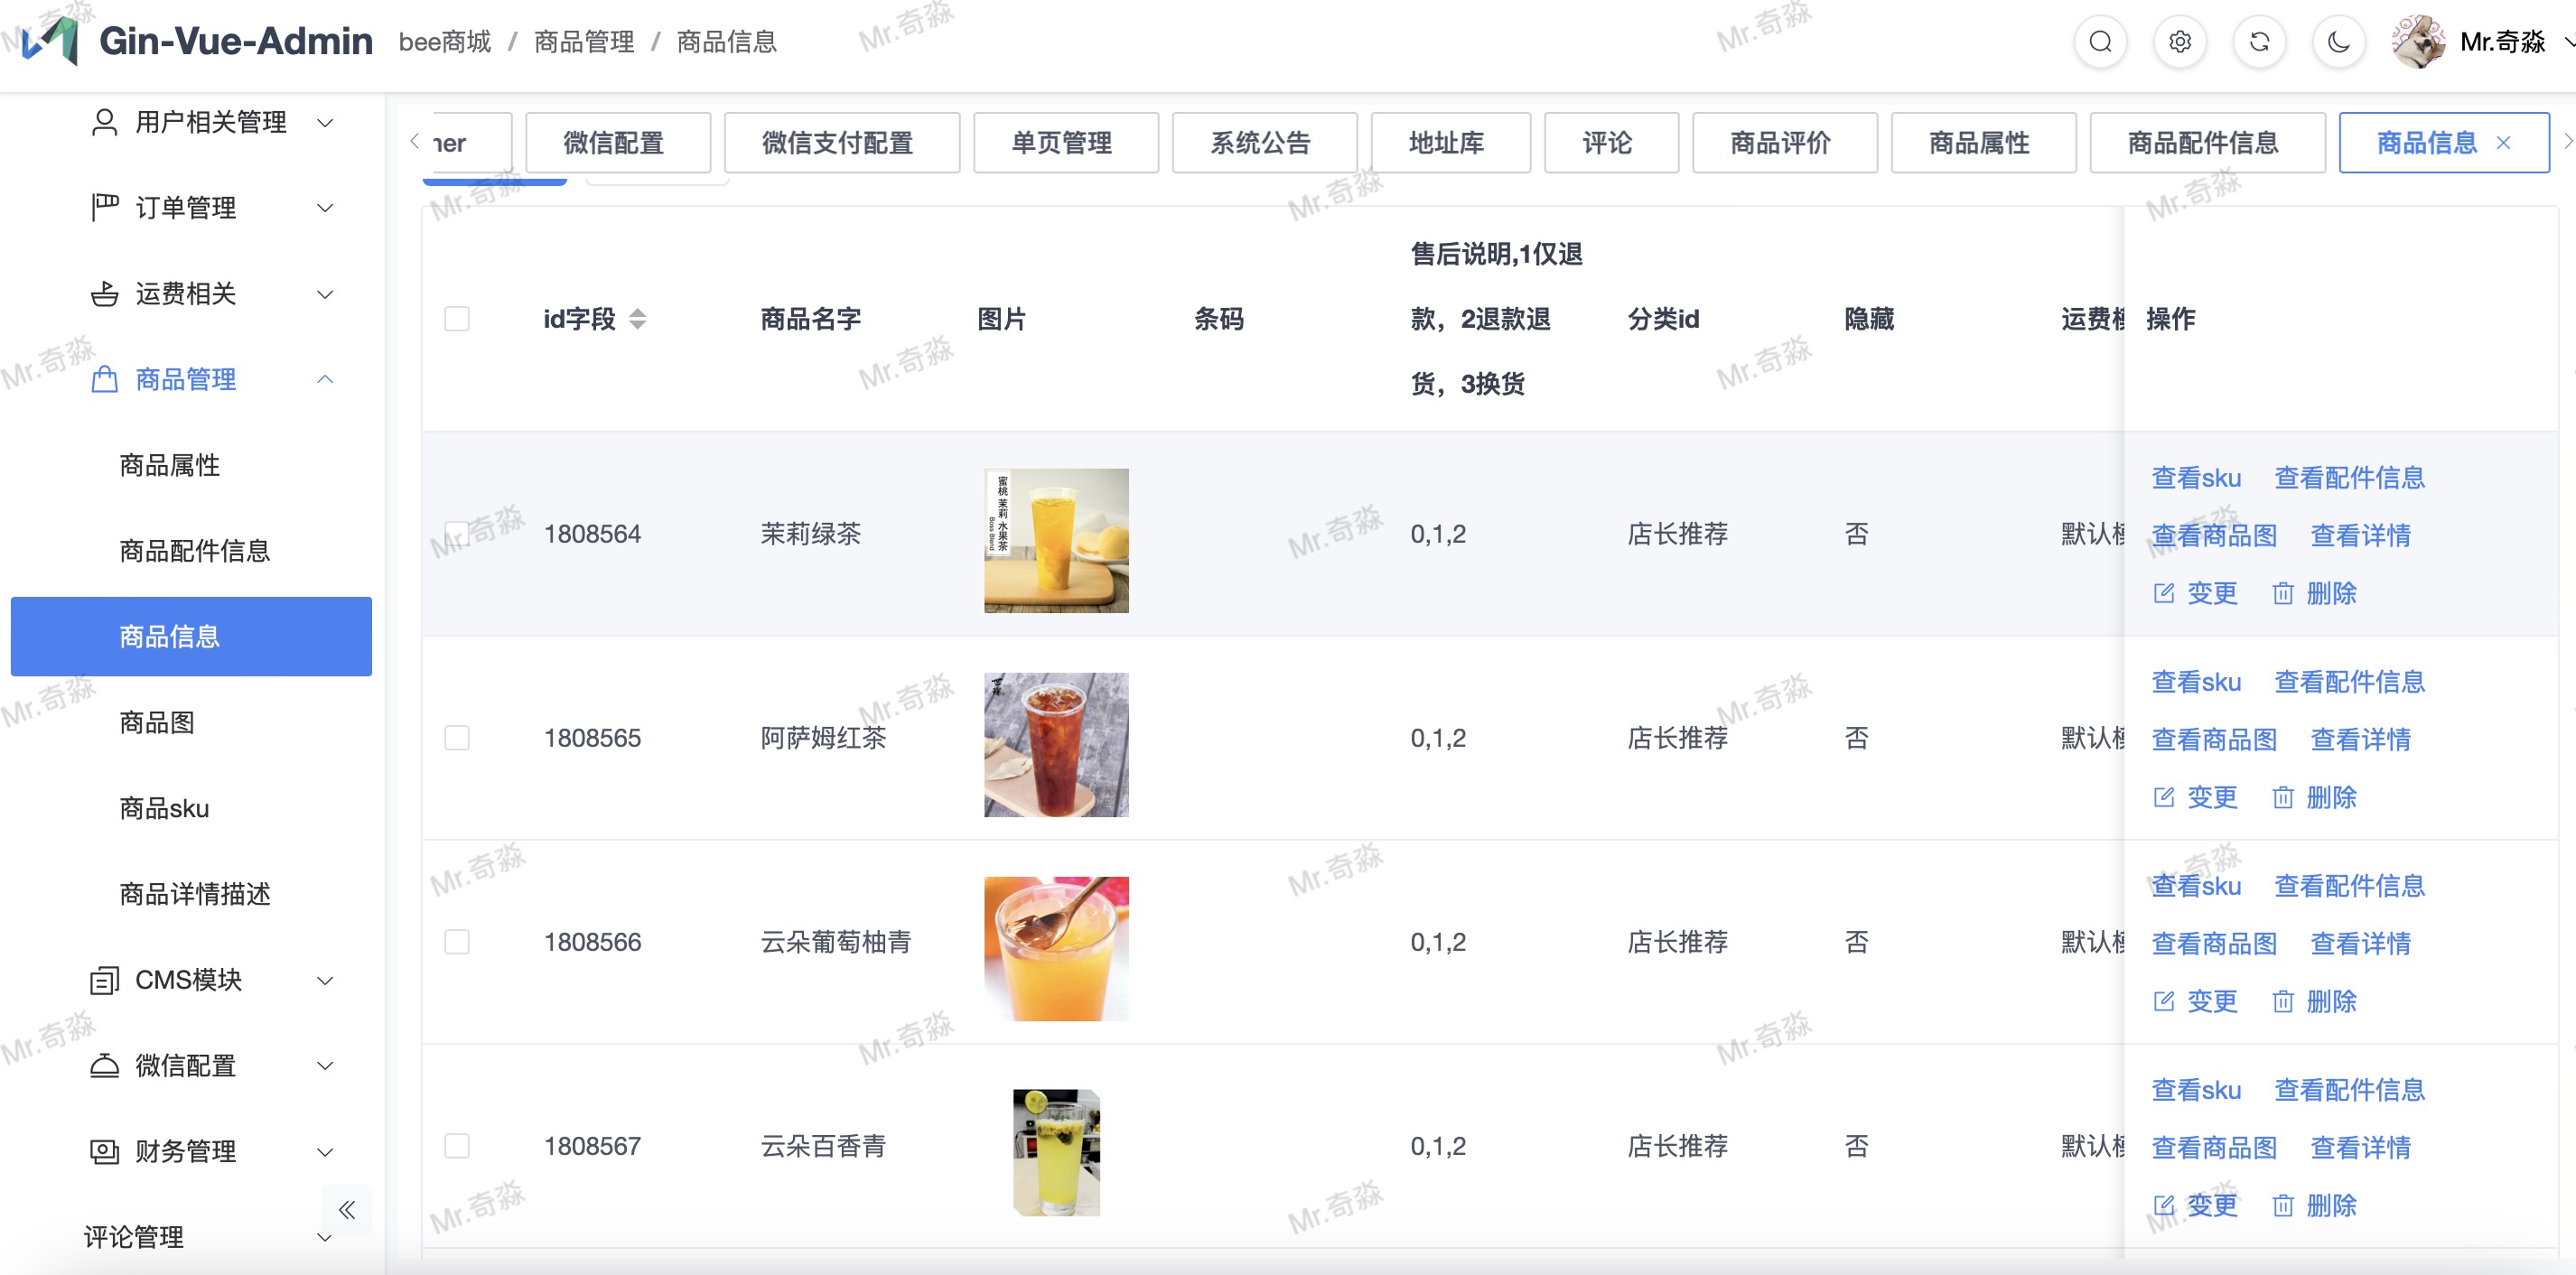 Gin-Vue-Admin
bee商城 / 商品管理 / 商品信息
Mr.奇淼
用户相关管理
订单管理
运费相关
商品管理
商品属性
商品配件信息
商品信息
商品图
商品sku
商品详情描述
CMS模块
微信配置
财务管理
评论管理
ner
微信配置
微信支付配置
单页管理
系统公告
地址库
评论
商品评价
商品属性
商品配件信息
商品信息
id字段
商品名字
图片
条码
售后说明,1仅退
款，2退款退
货，3换货
分类id
隐藏
运费模
操作
1808564
茉莉绿茶
蜜桃 茉莉 水果茶
Boss Blend
0,1,2
店长推荐
否
默认模
查看sku 查看配件信息
查看商品图 查看详情
变更 删除
1808565
阿萨姆红茶
0,1,2
店长推荐
否
默认模
查看sku 查看配件信息
查看商品图 查看详情
变更 删除
1808566
云朵葡萄柚青
0,1,2
店长推荐
否
默认模
查看sku 查看配件信息
查看商品图 查看详情
变更 删除
1808567
云朵百香青
0,1,2
店长推荐
否
默认模
查看sku 查看配件信息
查看商品图 查看详情
变更 删除